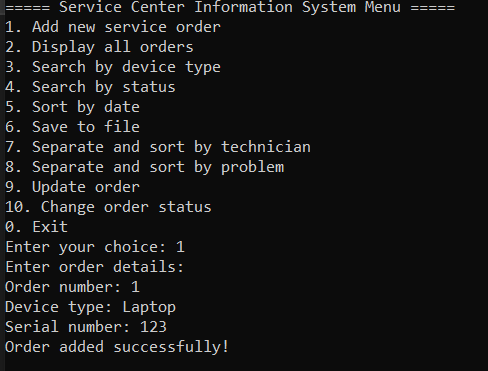 ===== Service Center Information System Menu =====
1. Add new service order
2. Display all orders
3. Search by device type
4. Search by status
5. Sort by date
6. Save to file
7. Separate and sort by technician
8. Separate and sort by problem
9. Update order
10. Change order status
0. Exit
Enter your choice: 1
Enter order details:
Order number: 1
Device type: Laptop
Serial number: 123
Order added successfully!